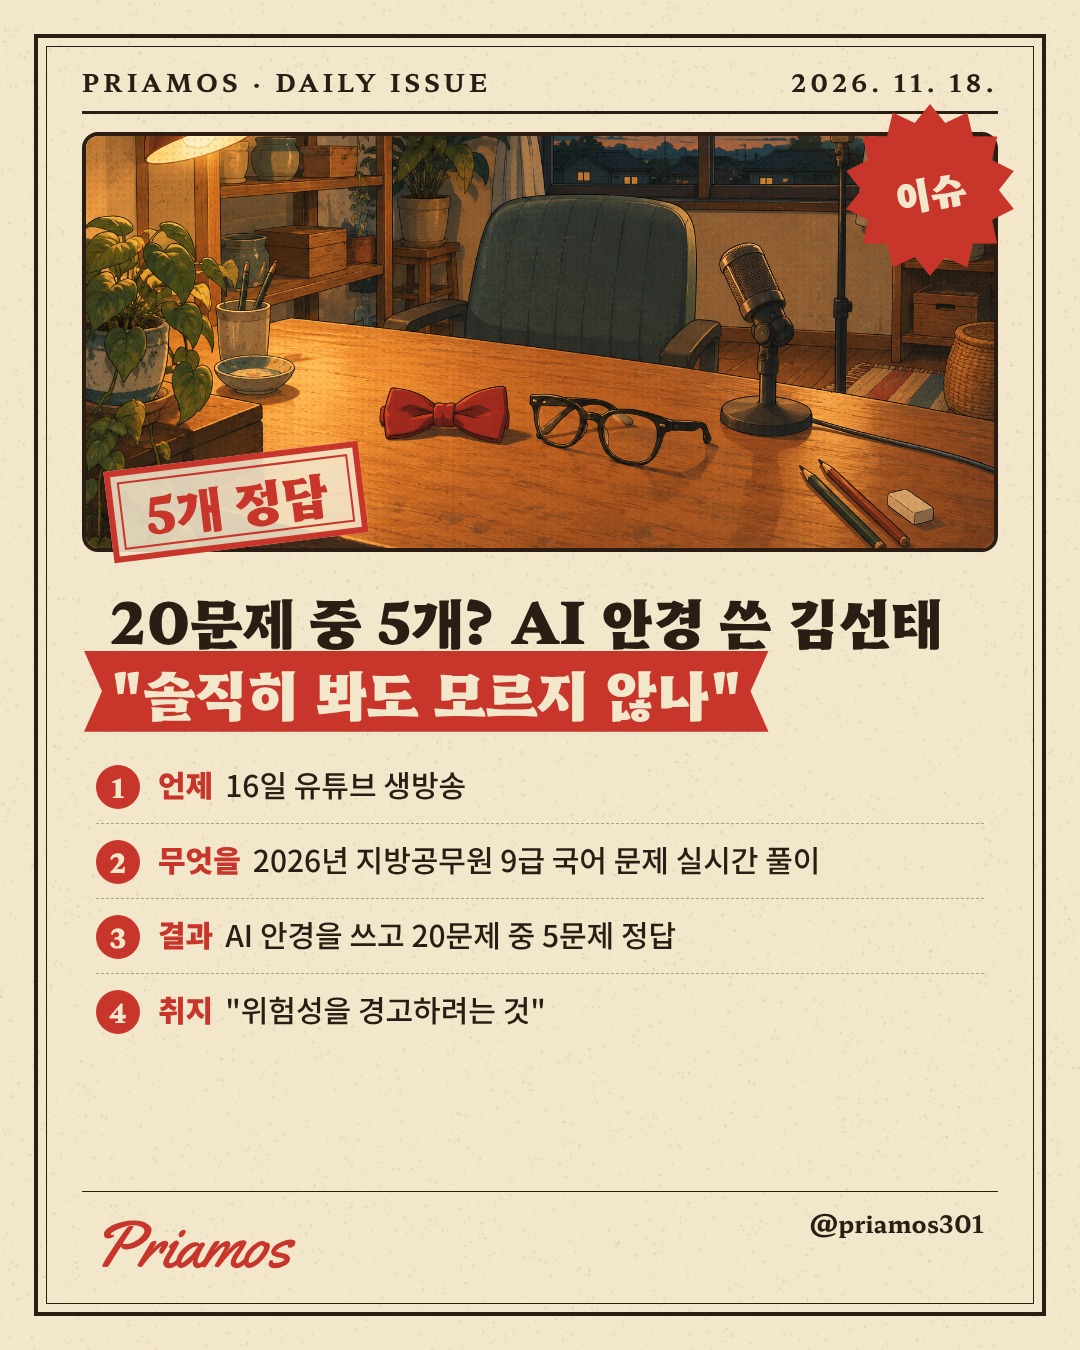 PRIAMOS · DAILY ISSUE
2026. 11. 18.
이슈
5개 정답
20문제 중 5개? AI 안경 쓴 김선태
"솔직히 봐도 모르지 않나"
1 언제 16일 유튜브 생방송
2 무엇을 2026년 지방공무원 9급 국어 문제 실시간 풀이
3 결과 AI 안경을 쓰고 20문제 중 5문제 정답
4 취지 "위험성을 경고하려는 것"
Priamos
@priamos301